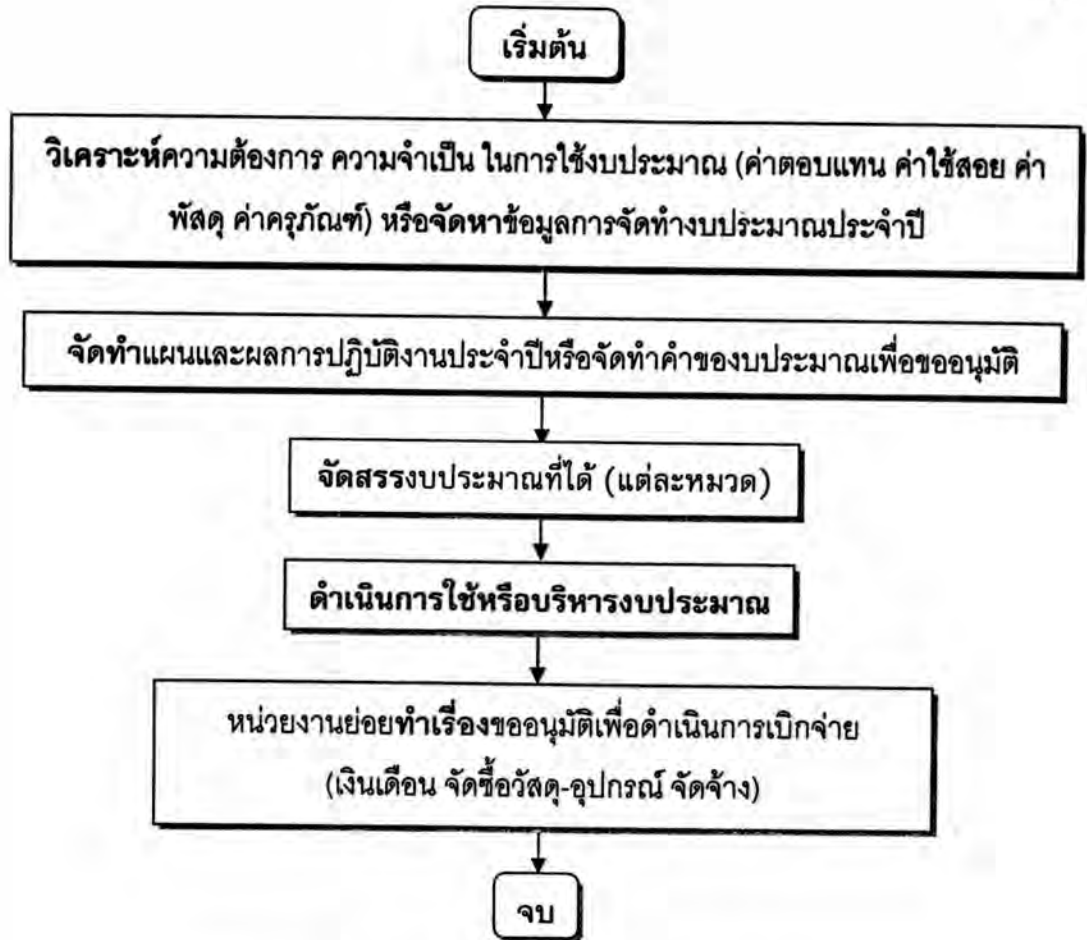 เริ่มต้น
วิเคราะห์ความต้องการ ความจำเป็น ในการใช้งบประมาณ (ค่าตอบแทน ค่าใช้สอย ค่า
พัสดุ ค่าครุภัณฑ์) หรือจัดหาข้อมูลการจัดทำงบประมาณประจำปี
จัดทำแผนและผลการปฏิบัติงานประจำปีหรือจัดทำคำของบประมาณเพื่อขออนุมัติ
จัดสรรงบประมาณที่ได้ (แต่ละหมวด)
ดำเนินการใช้หรือบริหารงบประมาณ
หน่วยงานย่อยทำเรื่องขออนุมัติเพื่อดำเนินการเบิกจ่าย
(เงินเดือน จัดซื้อวัสดุ-อุปกรณ์ จัดจ้าง)
จบ